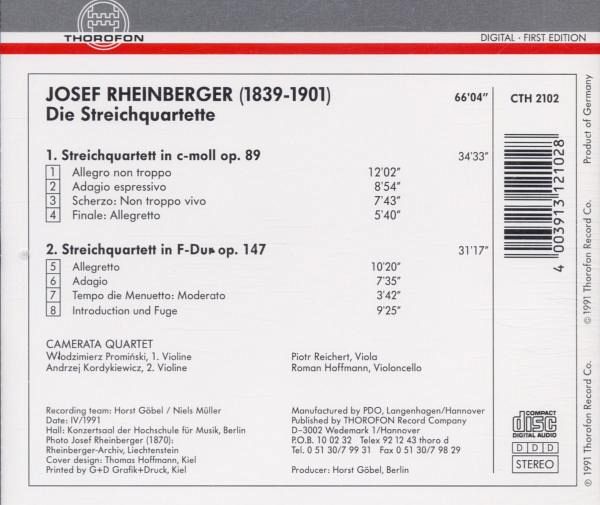 THOROFON
DIGITAL · FIRST EDITION
JOSEF RHEINBERGER (1839-1901)
66'04"
CTH 2102
Die Streichquartette
1. Streichquartett in c-moll op. 89
34'33"
1 Allegro non troppo 12'02"
2 Adagio espressivo 8'54"
3 Scherzo: Non troppo vivo 7'43"
4 Finale: Allegretto 5'40"
2. Streichquartett in F-Dur op. 147
31'17"
5 Allegretto 10'20"
6 Adagio 7'35"
7 Tempo die Menuetto: Moderato 3'42"
8 Introduction und Fuge 9'25"
CAMERATA QUARTET
Włodzimierz Promiński, 1. Violine
Andrzej Kordykiewicz, 2. Violine
Piotr Reichert, Viola
Roman Hoffmann, Violoncello
Recording team: Horst Göbel / Niels Müller
Date: IV/1991
Hall: Konzertsaal der Hochschule für Musik, Berlin
Photo Josef Rheinberger (1870):
Rheinberger-Archiv, Liechtenstein
Cover design: Thomas Hoffmann, Kiel
Printed by G+D Grafik+Druck, Kiel
Manufactured by PDO, Langenhagen/Hannover
Published by THOROFON Record Company
D–3002 Wedemark 1/Hannover
P.O.B. 10 02 32 Telex 92 12 43 thoro d
Tel. 0 51 30/7 99 31 Fax 0 51 30/7 98 29
Producer: Horst Göbel, Berlin
4 003913 121028
COMPACT
disc
DIGITAL AUDIO
D D D
STEREO
Product of Germany
© 1991 Thorofon Record Co.
℗ 1991 Thorofon Record Co.